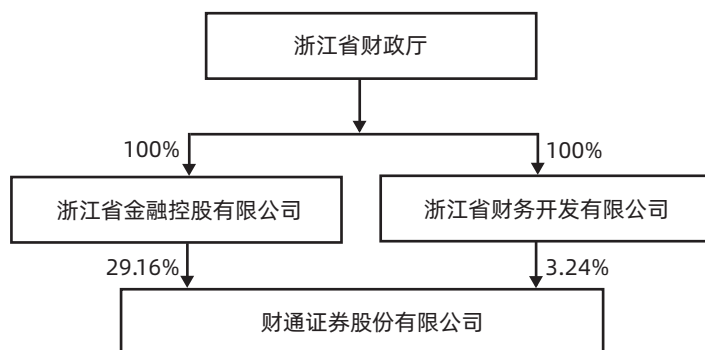 浙江省财政厅
100%
100%
浙江省金融控股有限公司
浙江省财务开发有限公司
29.16%
3.24%
财通证券股份有限公司